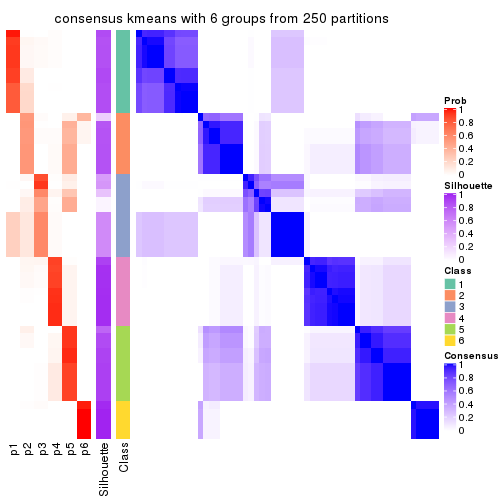 consensus kmeans with 6 groups from 250 partitions
Prob
1
0.8
0.6
0.4
0.2
0
Silhouette
1
0.8
0.6
0.4
0.2
0
Class
1
2
3
4
5
6
Consensus
1
0.8
0.6
0.4
0.2
0
p1
p2
p3
p4
p5
p6
Silhouette
Class